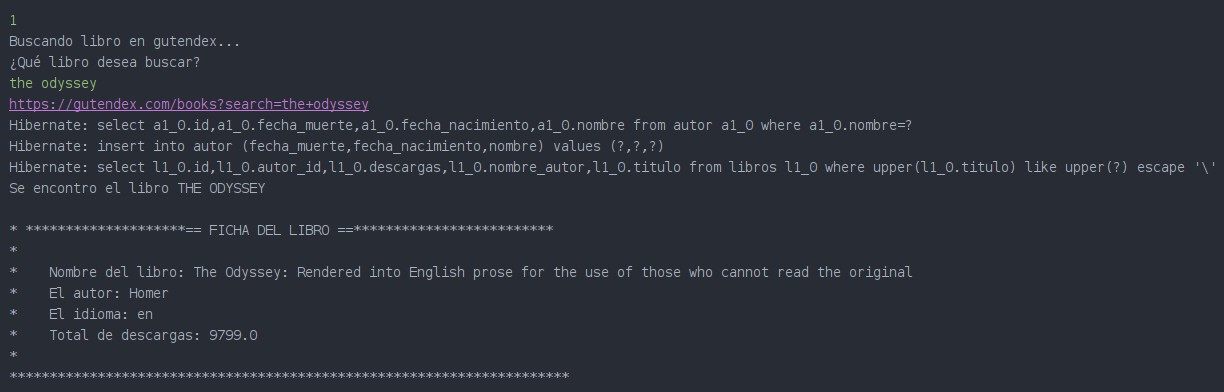 1
Buscando libro en gutendex...
¿Qué libro desea buscar?
the odyssey
https://gutendex.com/books?search=the+odyssey
Hibernate: select a1_0.id,a1_0.fecha_muerte,a1_0.fecha_nacimiento,a1_0.nombre from autor a1_0 where a1_0.nombre=?
Hibernate: insert into autor (fecha_muerte,fecha_nacimiento,nombre) values (?,?,?)
Hibernate: select l1_0.id,l1_0.autor_id,l1_0.descargas,l1_0.nombre_autor,l1_0.titulo from libros l1_0 where upper(l1_0.titulo) like upper(?) escape '\'
Se encontro el libro THE ODYSSEY
* ********************== FICHA DEL LIBRO ==*************************
*
*    Nombre del libro: The Odyssey: Rendered into English prose for the use of those who cannot read the original
*    El autor: Homer
*    El idioma: en
*    Total de descargas: 9799.0
*
**********************************************************************